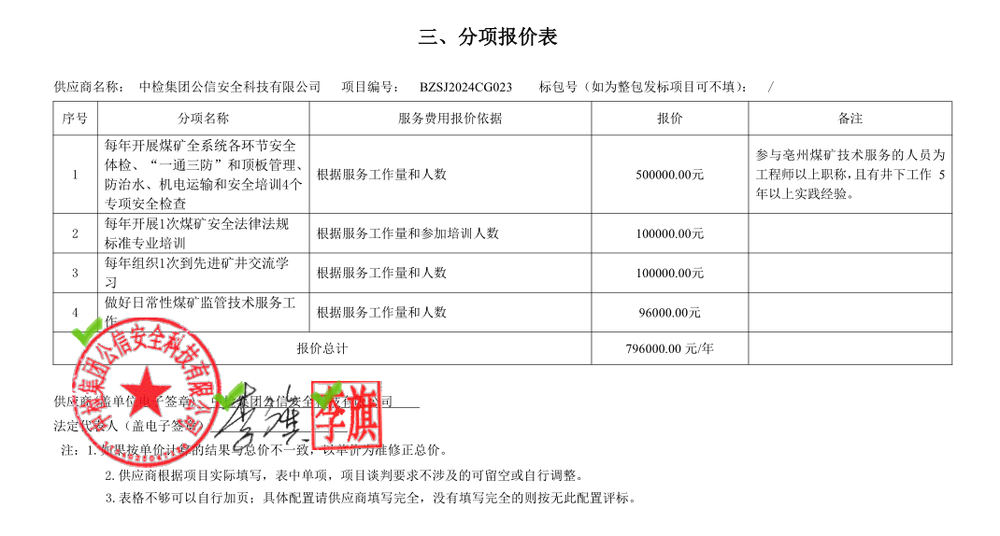 三、分项报价表
供应商名称： 中检集团公信安全科技有限公司 项目编号： BZSJ2024CG023 标包号（如为整包发标项目可不填）： /
序号 分项名称 服务费用报价依据 报价 备注
1 每年开展煤矿全系统各环节安全体检、“一通三防”和顶板管理、防治水、机电运输和安全培训4个专项安全检查 根据服务工作量和人数 500000.00元 参与亳州煤矿技术服务的人员为工程师以上职称,且有井下工作 5年以上实践经验。
2 每年开展1次煤矿安全法律法规标准专业培训 根据服务工作量和参加培训人数 100000.00元
3 每年组织1次到先进矿井交流学习 根据服务工作量和人数 100000.00元
4 做好日常性煤矿监管技术服务工作 根据服务工作量和人数 96000.00元
报价总计 796000.00 元/年
供应商（盖单位电子签章） 中检集团公信安全科技有限公司
法定代表人（盖电子签章）
李旗
李旗
中检集团公信安全科技有限公司
注：1.如果按单价计算的结果与总价不一致，以单价为准修正总价。
2.供应商根据项目实际填写，表中单项，项目谈判要求不涉及的可留空或自行调整。
3.表格不够可以自行加页；具体配置请供应商填写完全，没有填写完全的则按无此配置评标。